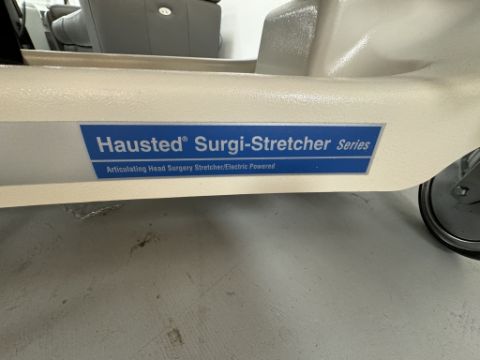 Hausted® Surgi-Stretcher Series
Articulating Head Surgery Stretcher/Electric Powered